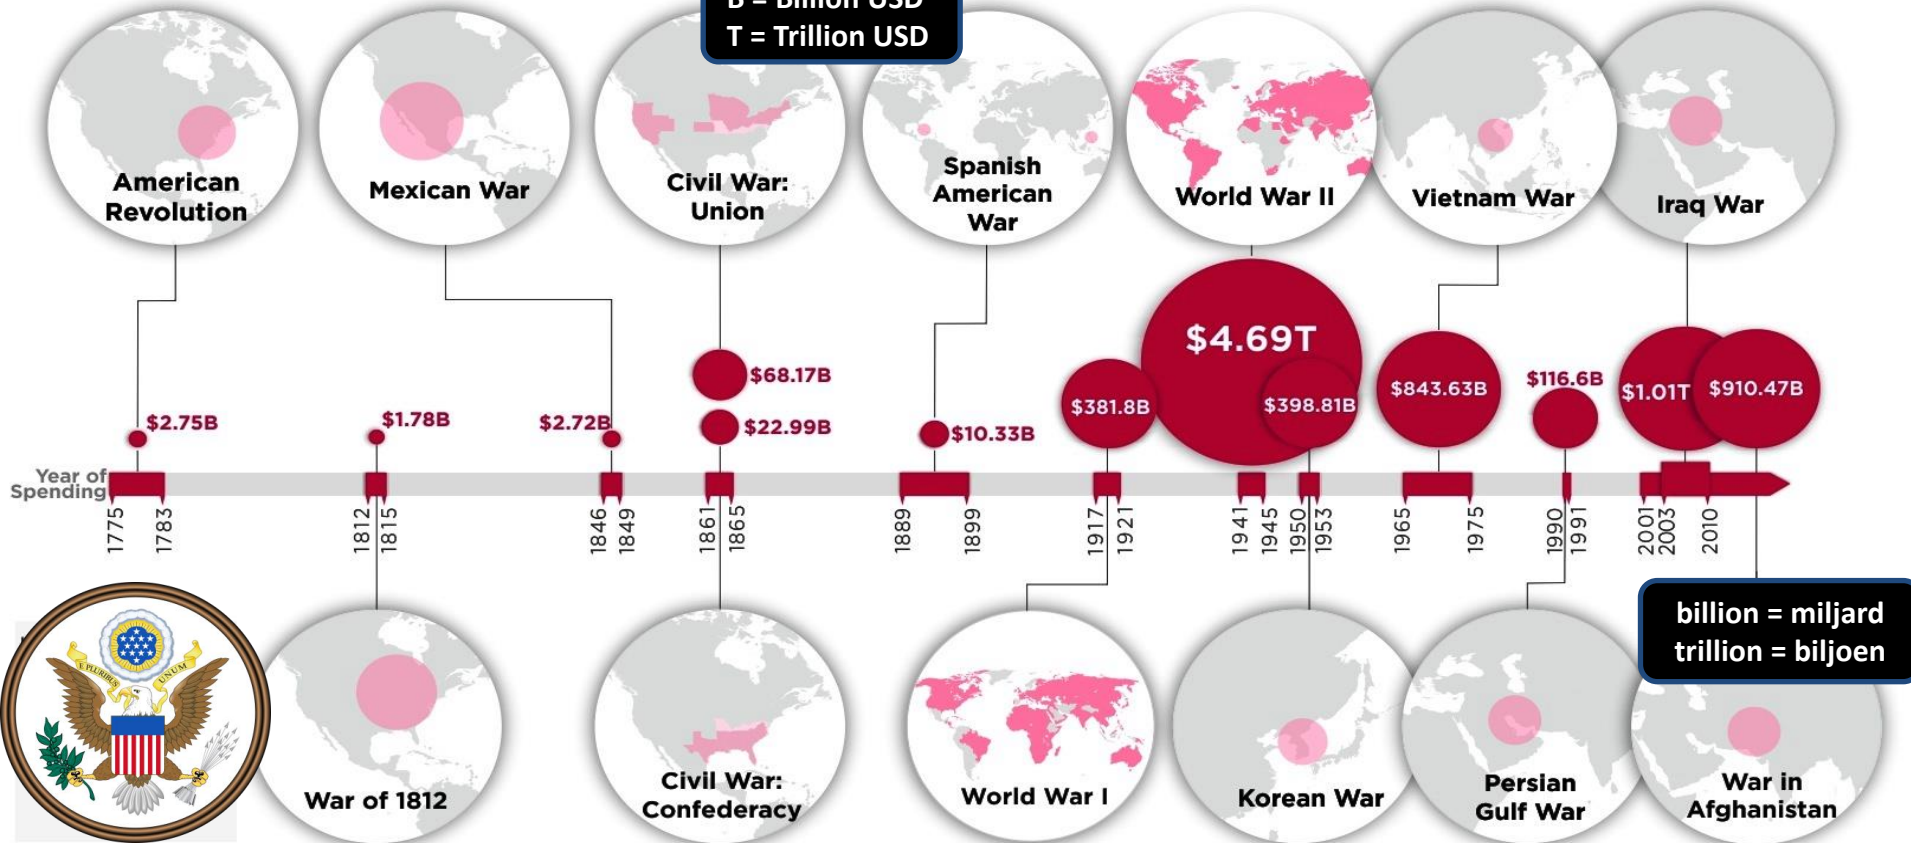 B = Billion USD
T = Trillion USD
American
Revolution
Mexican War
Civil War:
Union
Spanish
American
War
World War II
Vietnam War
Iraq War
$2.75B
$1.78B
$2.72B
$68.17B
$22.99B
$10.33B
$381.8B
$4.69T
$398.81B
$843.63B
$116.6B
$1.01T
$910.47B
Year of
Spending
1775
1783
1812
1815
1846
1849
1861
1865
1889
1899
1917
1921
1941
1945
1950
1953
1965
1975
1990
1991
2001
2003
2010
E PLURIBUS
UNUM
War of 1812
Civil War:
Confederacy
World War I
Korean War
Persian
Gulf War
War in
Afghanistan
billion = miljard
trillion = biljoen